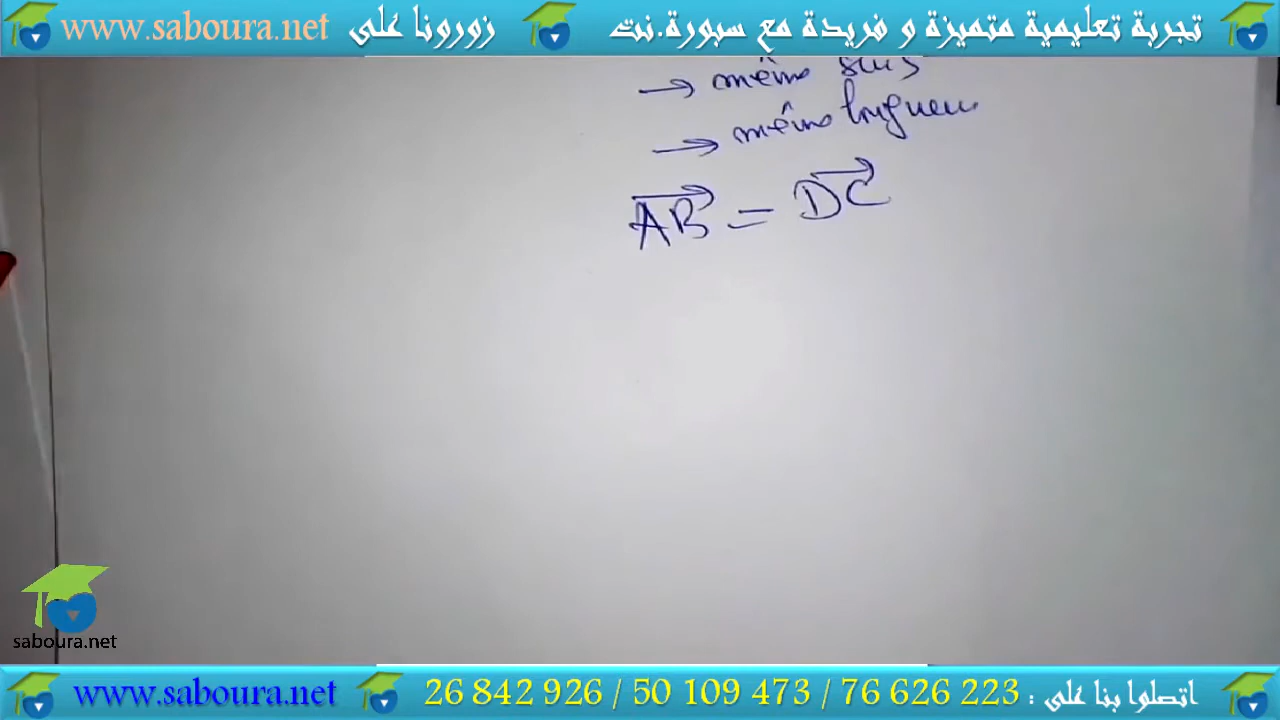 www.saboura.net زورونا على تجربة تعليمية متميزة و فريدة مع سبورة.نت
→ même sens
→ même longueur
AB = DC
saboura.net
www.saboura.net 26 842 926 / 50 109 473 / 76 626 223 : اتصلوا بنا على